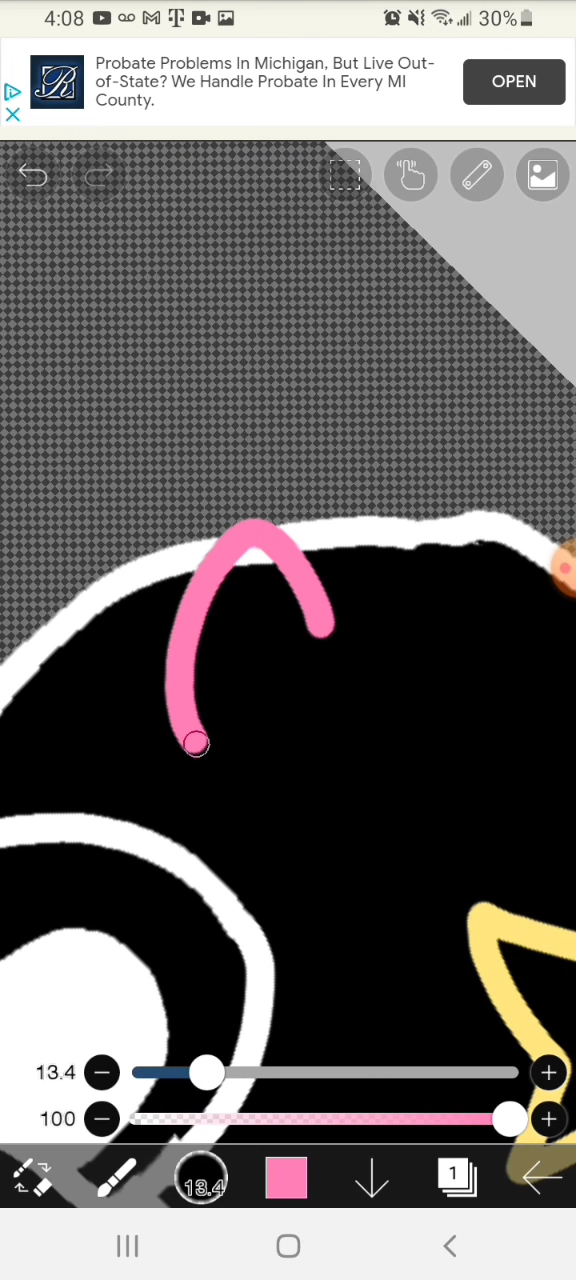 4:08
30%
Probate Problems In Michigan, But Live Out-
of-State? We Handle Probate In Every MI
County.
OPEN
R
13.4
100
13.4
1